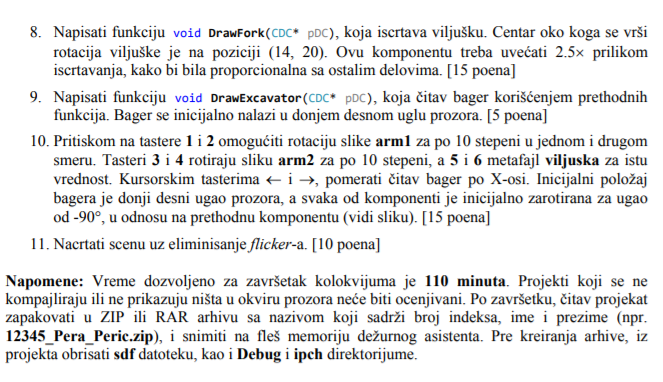 8. Napisati funkciju void DrawFork(CDC* pDC), koja iscrtava viljušku. Centar oko koga se vrši
rotacija viljuške je na poziciji (14, 20). Ovu komponentu treba uvećati 2.5× prilikom
iscrtavanja, kako bi bila proporcionalna sa ostalim delovima. [15 poena]
9. Napisati funkciju void DrawExcavator(CDC* pDC), koja čitav bager korišćenjem prethodnih
funkcija. Bager se inicijalno nalazi u donjem desnom uglu prozora. [5 poena]
10. Pritiskom na tastere 1 i 2 omogućiti rotaciju slike arm1 za po 10 stepeni u jednom i drugom
smeru. Tasteri 3 i 4 rotiraju sliku arm2 za po 10 stepeni, a 5 i 6 metafajl viljuska za istu
vrednost. Kursorskim tasterima ← i →, pomerati čitav bager po X-osi. Inicijalni položaj
bagera je donji desni ugao prozora, a svaka od komponenti je inicijalno zarotirana za ugao
od -90°, u odnosu na prethodnu komponentu (vidi sliku). [15 poena]
11. Nacrtati scenu uz eliminisanje flicker-a. [10 poena]
Napomene: Vreme dozvoljeno za završetak kolokvijuma je 110 minuta. Projekti koji se ne
kompajliraju ili ne prikazuju ništa u okviru prozora neće biti ocenjivani. Po završetku, čitav projekat
zapakovati u ZIP ili RAR arhivu sa nazivom koji sadrži broj indeksa, ime i prezime (npr.
12345_Pera_Peric.zip), i snimiti na fleš memoriju dežurnog asistenta. Pre kreiranja arhive, iz
projekta obrisati sdf datoteku, kao i Debug i ipch direktorijume.